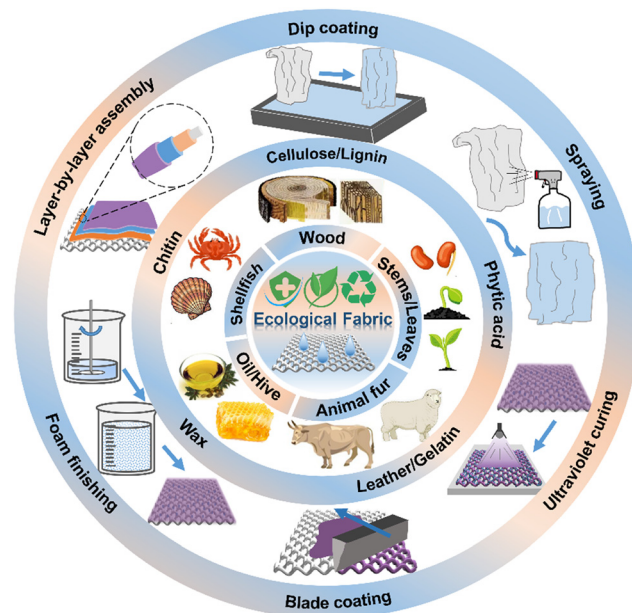 Dip coating
Layer-by-layer assembly
Spraying
Cellulose/Lignin
Chitin
Phytic acid
Wood
Shellfish
Stems/Leaves
Ecological Fabric
Oil/Hive
Animal fur
Wax
Leather/Gelatin
Foam finishing
Ultraviolet curing
Blade coating